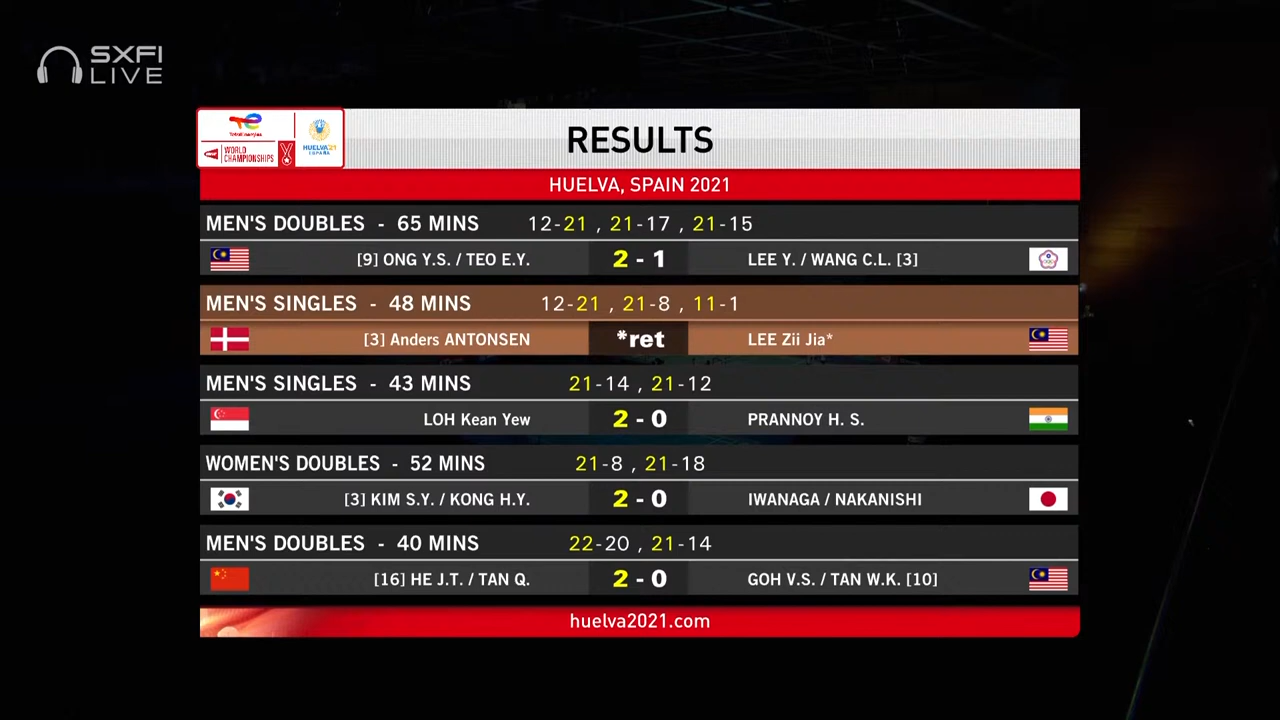 SXFI
LIVE
TotalEnergies
WORLD
CHAMPIONSHIPS
HUELVA'21
ESPAÑA
RESULTS
HUELVA, SPAIN 2021
MEN'S DOUBLES - 65 MINS 12-21 , 21-17 , 21-15
[9] ONG Y.S. / TEO E.Y. 2 - 1 LEE Y. / WANG C.L. [3]
MEN'S SINGLES - 48 MINS 12-21 , 21-8 , 11-1
[3] Anders ANTONSEN *ret LEE Zii Jia*
MEN'S SINGLES - 43 MINS 21-14 , 21-12
LOH Kean Yew 2 - 0 PRANNOY H. S.
WOMEN'S DOUBLES - 52 MINS 21-8 , 21-18
[3] KIM S.Y. / KONG H.Y. 2 - 0 IWANAGA / NAKANISHI
MEN'S DOUBLES - 40 MINS 22-20 , 21-14
[16] HE J.T. / TAN Q. 2 - 0 GOH V.S. / TAN W.K. [10]
huelva2021.com